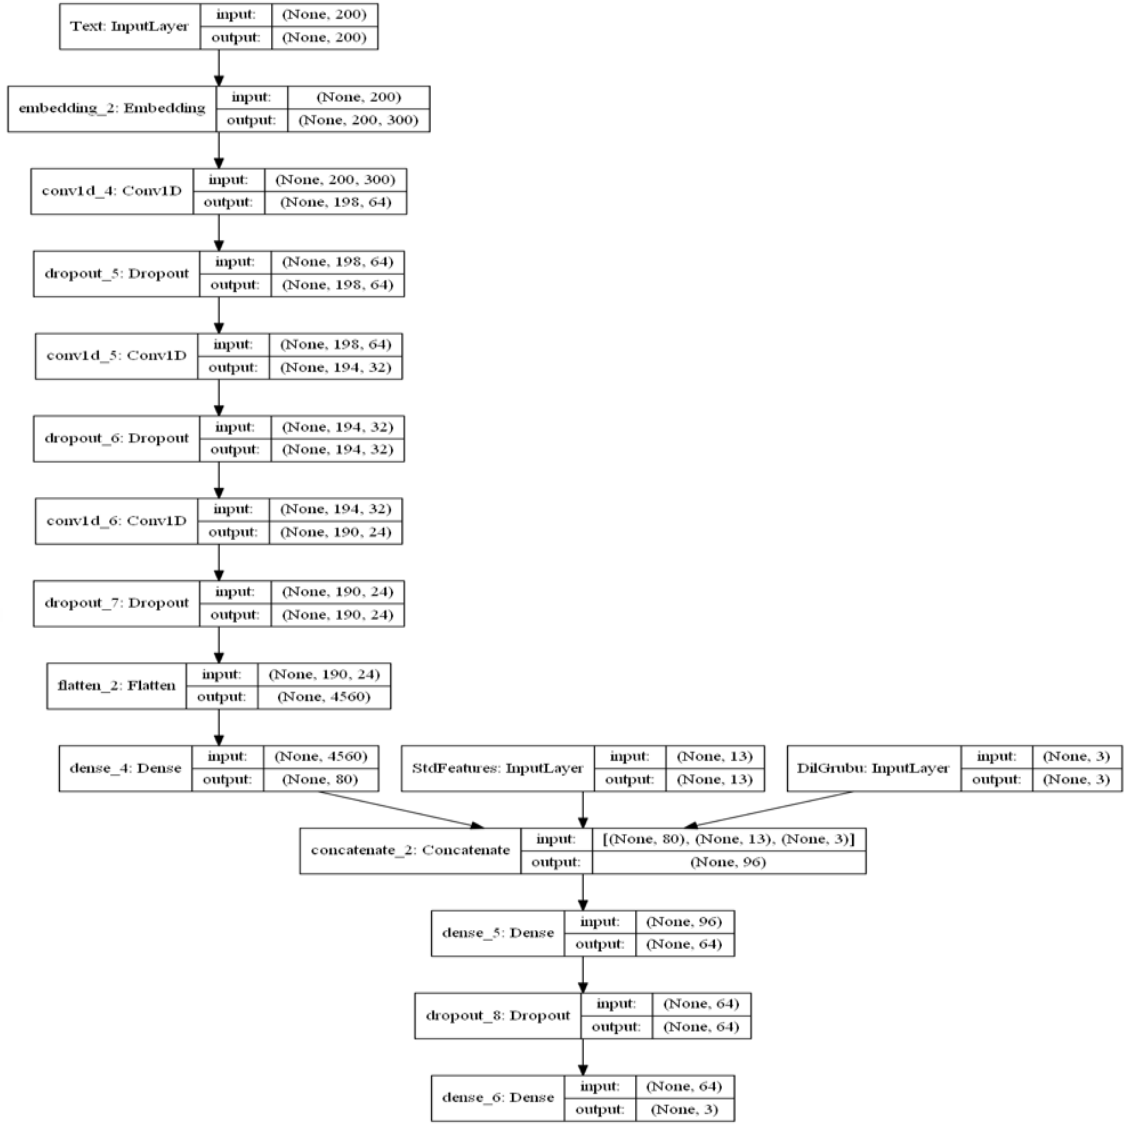 Text: InputLayer
input: (None, 200)
output: (None, 200)
embedding_2: Embedding
input: (None, 200)
output: (None, 200, 300)
conv1d_4: Conv1D
input: (None, 200, 300)
output: (None, 198, 64)
dropout_5: Dropout
input: (None, 198, 64)
output: (None, 198, 64)
conv1d_5: Conv1D
input: (None, 198, 64)
output: (None, 194, 32)
dropout_6: Dropout
input: (None, 194, 32)
output: (None, 194, 32)
conv1d_6: Conv1D
input: (None, 194, 32)
output: (None, 190, 24)
dropout_7: Dropout
input: (None, 190, 24)
output: (None, 190, 24)
flatten_2: Flatten
input: (None, 190, 24)
output: (None, 4560)
dense_4: Dense
input: (None, 4560)
output: (None, 80)
StdFeatures: InputLayer
input: (None, 13)
output: (None, 13)
DilGrubu: InputLayer
input: (None, 3)
output: (None, 3)
concatenate_2: Concatenate
input: [(None, 80), (None, 13), (None, 3)]
output: (None, 96)
dense_5: Dense
input: (None, 96)
output: (None, 64)
dropout_8: Dropout
input: (None, 64)
output: (None, 64)
dense_6: Dense
input: (None, 64)
output: (None, 3)